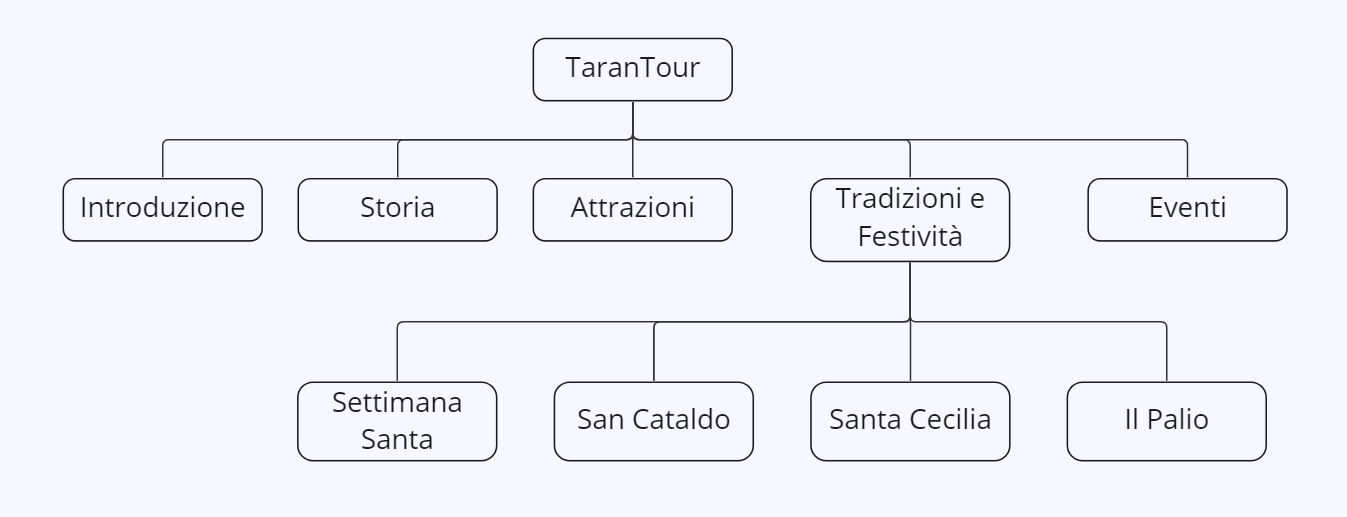 TaranTour
Introduzione
Storia
Attrazioni
Tradizioni e
Festività
Eventi
Settimana
Santa
San Cataldo
Santa Cecilia
Il Palio